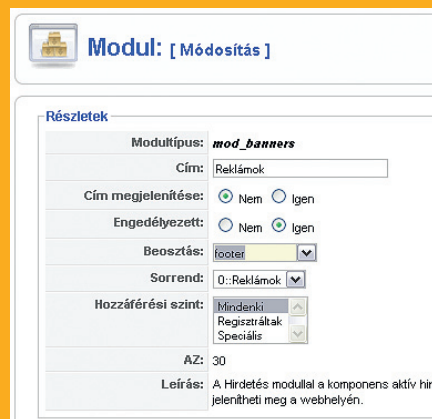 Modul: [ Módosítás ]
Részletek
Modultípus: mod_banners
Cím: Reklámok
Cím megjelenítése: Nem Igen
Engedélyezett: Nem Igen
Beosztás: footer
Sorrend: 0::Reklámok
Hozzáférési szint: Mindenki
Regisztráltak
Speciális
AZ: 30
Leírás: A Hirdetés modullal a komponens aktív hir
jelenítheti meg a webhelyén.